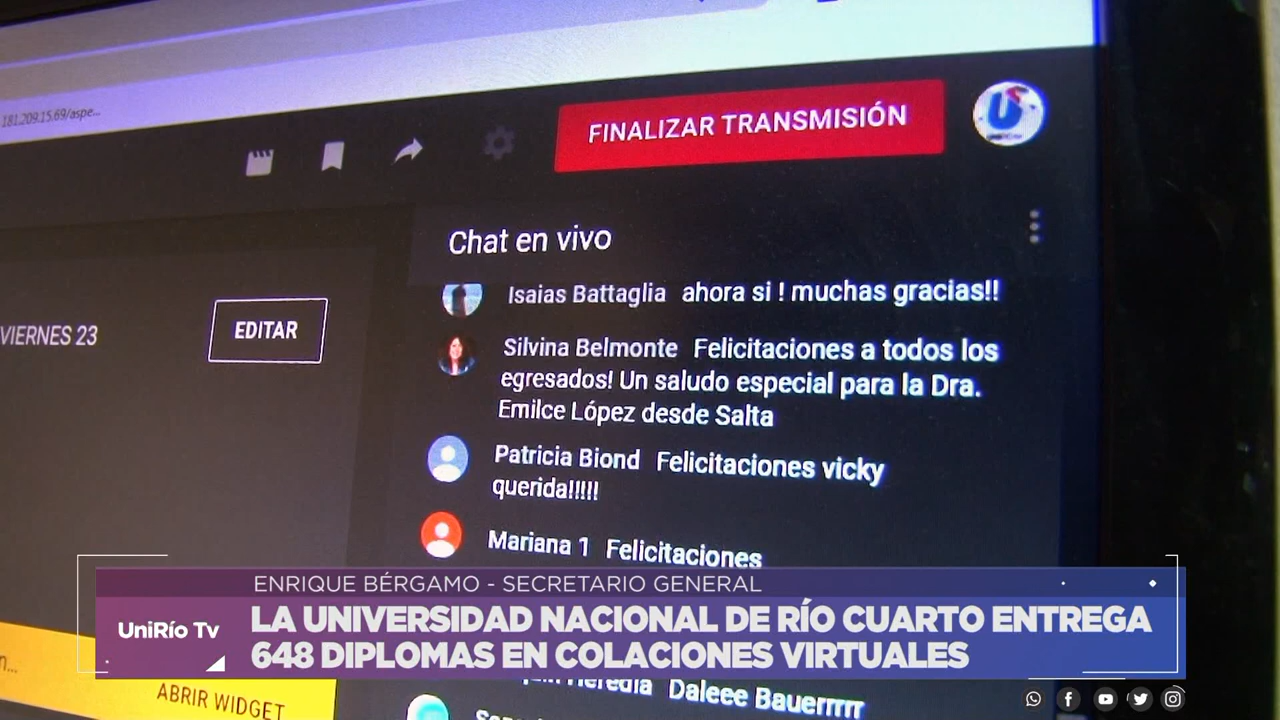 181.209.15.69/aspe...
FINALIZAR TRANSMISIÓN
Chat en vivo
Isaias Battaglia ahora si ! muchas gracias!!
VIERNES 23
EDITAR
Silvina Belmonte Felicitaciones a todos los
egresados! Un saludo especial para la Dra.
Emilce López desde Salta
Patricia Biond Felicitaciones vicky
querida!!!!!
Mariana 1 Felicitaciones
ENRIQUE BÉRGAMO - SECRETARIO GENERAL
UniRío Tv
LA UNIVERSIDAD NACIONAL DE RÍO CUARTO ENTREGA
648 DIPLOMAS EN COLACIONES VIRTUALES
ABRIR WIDGET
Heredia Daleee Bauerrrrr